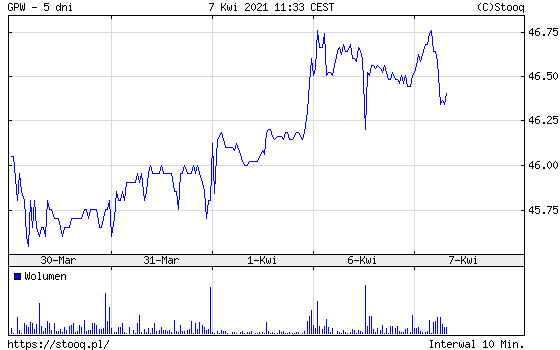 GPW - 5 dni 7 Kwi 2021 11:33 CEST (C)Stooq
46.75
46.50
46.25
46.00
45.75
30-Mar 31-Mar 1-Kwi 6-Kwi 7-Kwi
Wolumen
https://stooq.pl/ Interwał 10 Min.